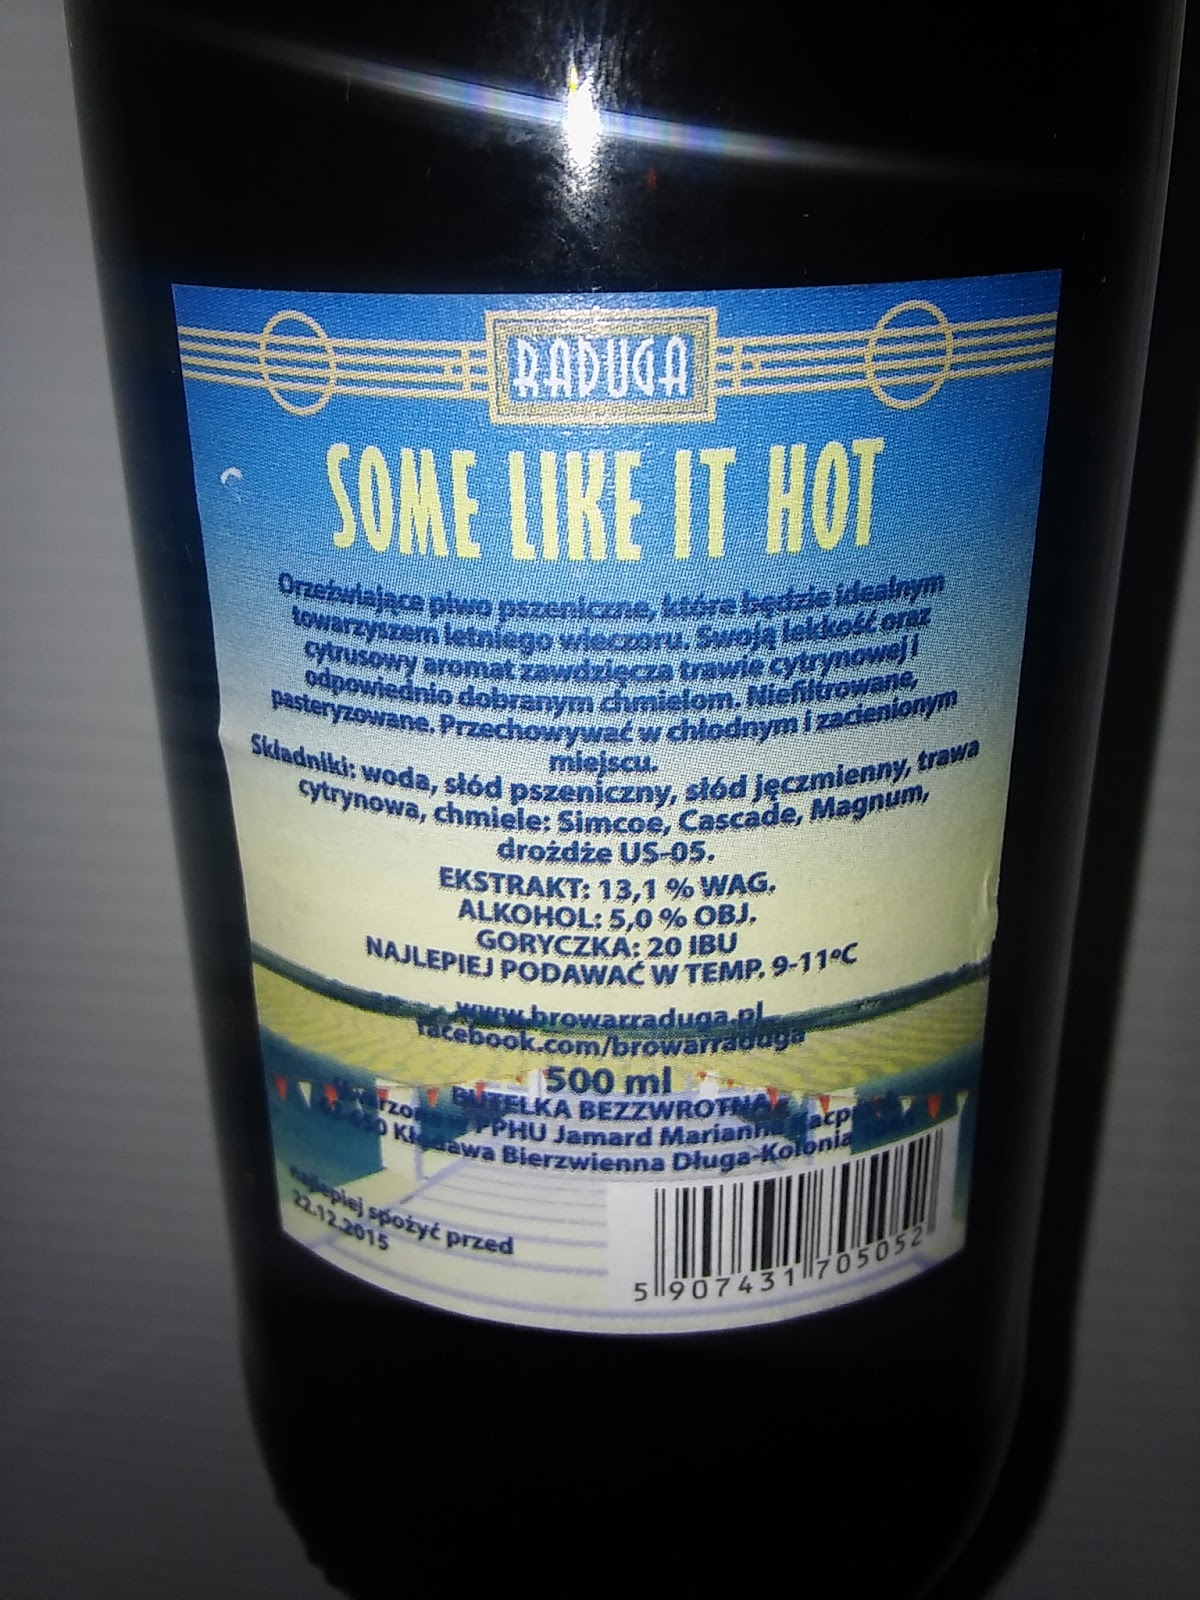 RADUGA
SOME LIKE IT HOT
Orzeźwiające piwo pszeniczne, które będzie idealnym
towarzyszem letniego wieczoru. Swoją lekkość oraz
cytrusowy aromat zawdzięcza trawie cytrynowej i
odpowiednio dobranym chmielom. Niefiltrowane,
pasteryzowane. Przechowywać w chłodnym i zacienionym
miejscu.
Składniki: woda, słód pszeniczny, słód jęczmienny, trawa
cytrynowa, chmiele: Simcoe, Cascade, Magnum,
drożdże US-05.
EKSTRAKT: 13,1 % WAG.
ALKOHOL: 5,0 % OBJ.
GORYCZKA: 20 IBU
NAJLEPIEJ PODAWAĆ W TEMP. 9-11ºC
www.browarraduga.pl
facebook.com/browarraduga
500 ml
BUTELKA BEZZWROTNA
PPHU Jamard Marianna
Kłodawa Bierzwienna Długa-Kolonia
najlepiej spożyć przed
22.12.2015
5 907431 705052